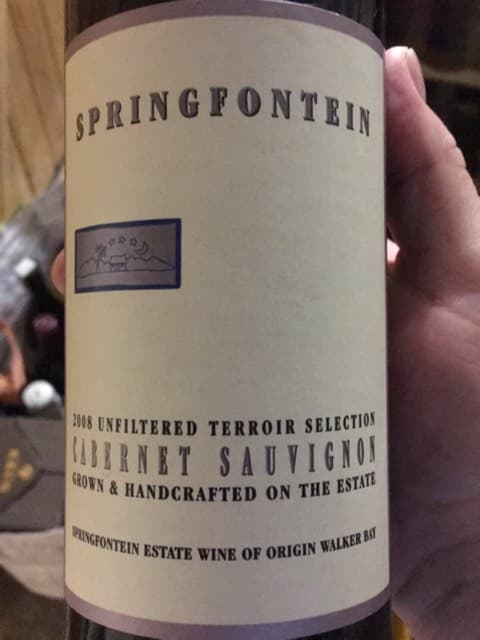 SPRINGFONTEIN
2008 UNFILTERED TERROIR SELECTION
CABERNET SAUVIGNON
GROWN & HANDCRAFTED ON THE ESTATE
SPRINGFONTEIN ESTATE WINE OF ORIGIN WALKER BAY